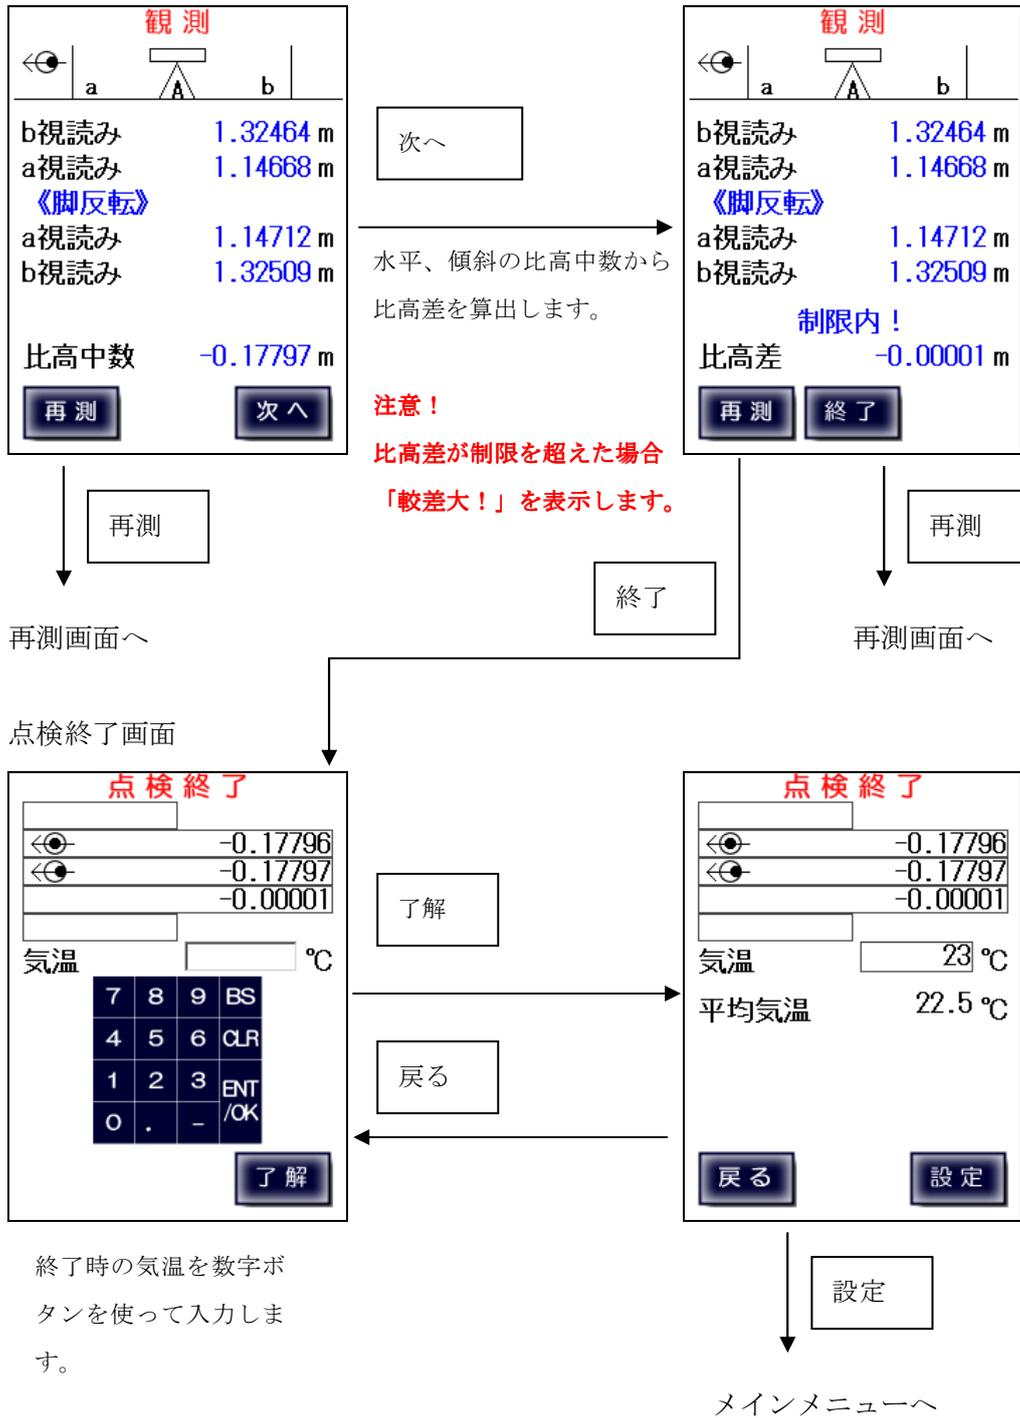 観測
a A b
b視読み 1.32464 m
a視読み 1.14668 m
《脚反転》
a視読み 1.14712 m
b視読み 1.32509 m
比高中数 -0.17797 m
再測 次へ
次へ
水平、傾斜の比高中数から
比高差を算出します。
注意！
比高差が制限を超えた場合
「較差大！」を表示します。
観測
a A b
b視読み 1.32464 m
a視読み 1.14668 m
《脚反転》
a視読み 1.14712 m
b視読み 1.32509 m
制限内！
比高差 -0.00001 m
再測 終了
再測
再測画面へ
終了
再測
再測画面へ
点検終了画面
点検終了
-0.17796
-0.17797
-0.00001
気温 ℃
7 8 9 BS
4 5 6 CLR
1 2 3 ENT
0 . - /OK
了解
了解
戻る
点検終了
-0.17796
-0.17797
-0.00001
気温 23 ℃
平均気温 22.5 ℃
戻る 設定
終了時の気温を数字ボ
タンを使って入力しま
す。
設定
メインメニューへ